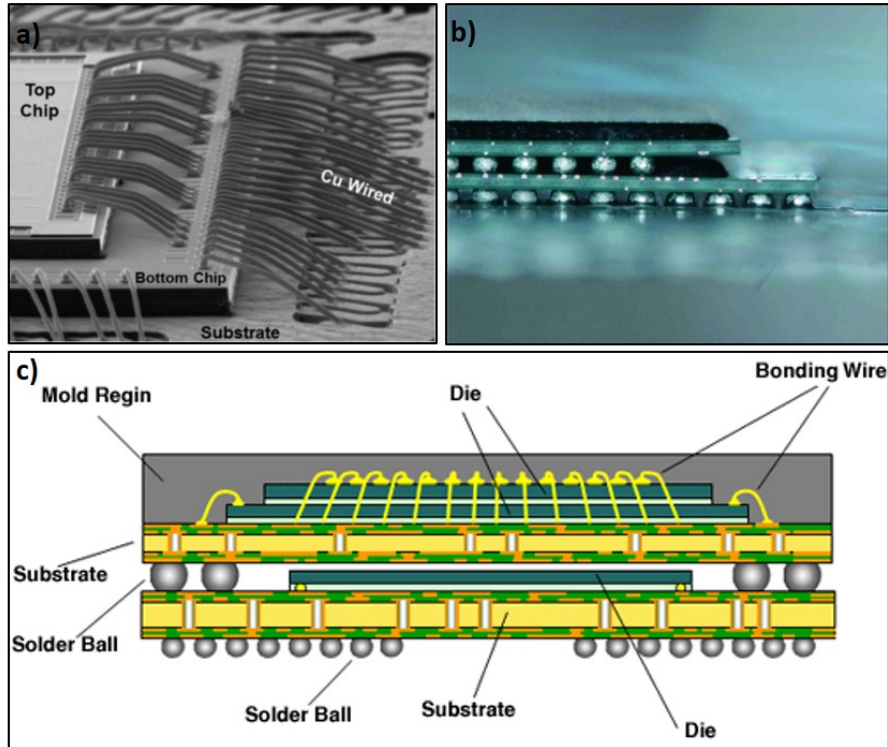 a)
Top
Chip
Cu Wired
Bottom Chip
Substrate
b)
c)
Mold Regin
Die
Bonding Wire
Substrate
Solder Ball
Solder Ball
Substrate
Die